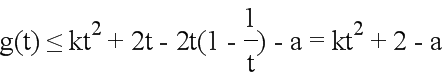 g(t) ≤ kt² + 2t - 2t(1 - 1/t) - a = kt² + 2 - a